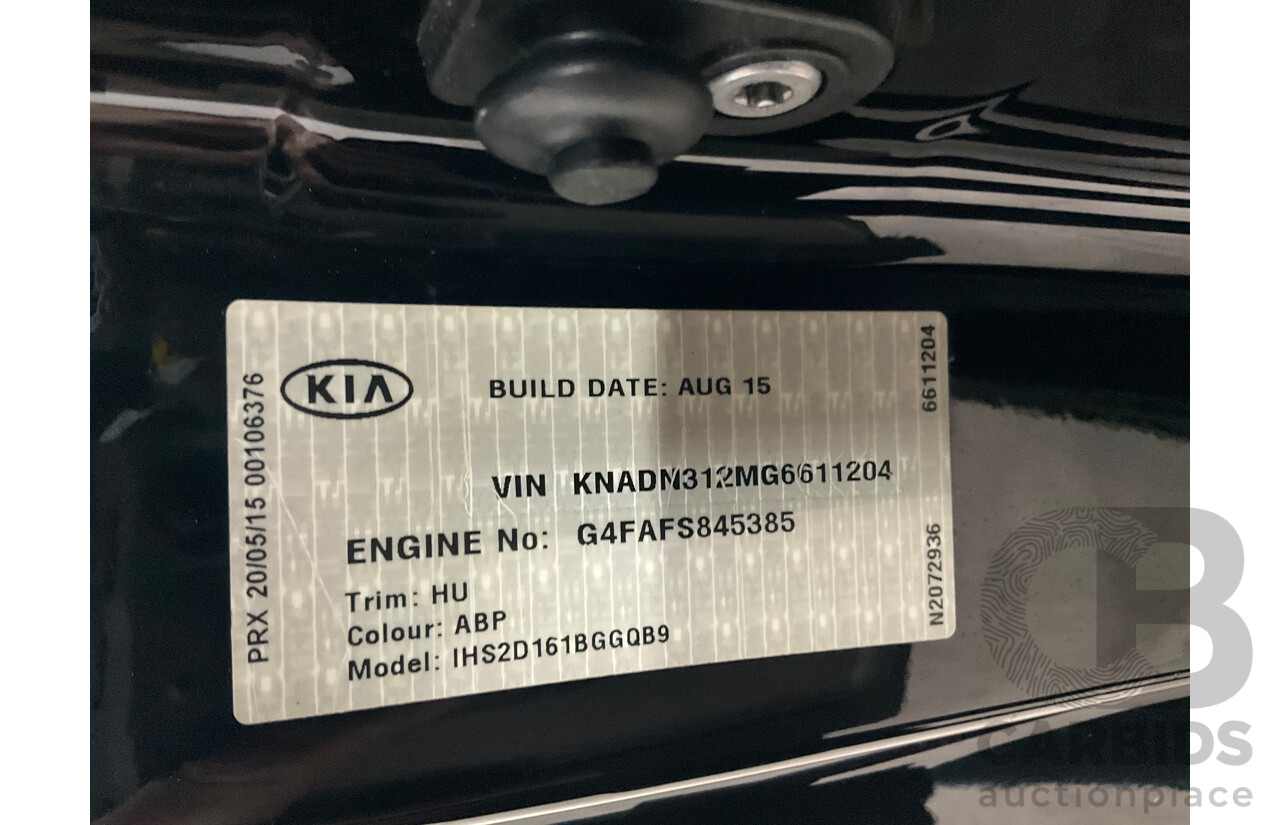 KIA
BUILD DATE: AUG 15
VIN KNADN312MG6611204
ENGINE No: G4FAFS845385
Trim: HU
Colour: ABP
Model: IHS2D161BGGQB9
PRX 20/05/15 00106376
6611204
N2072936
CB
CARBIDS
auctionplace